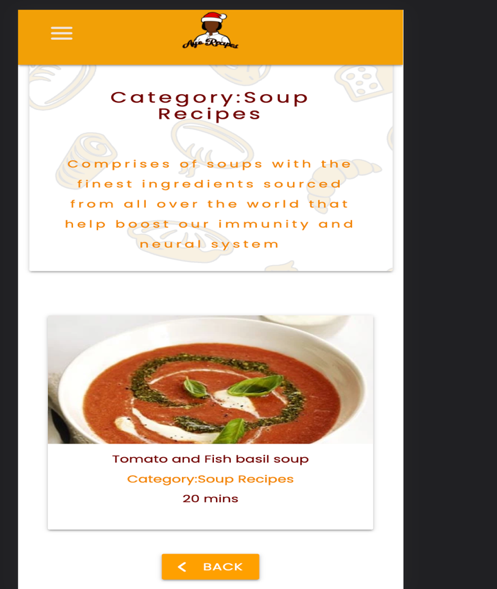 Afro Recipes
Category:Soup
Recipes
Comprises of soups with the
finest ingredients sourced
from all over the world that
help boost our immunity and
neural system
Tomato and Fish basil soup
Category:Soup Recipes
20 mins
BACK